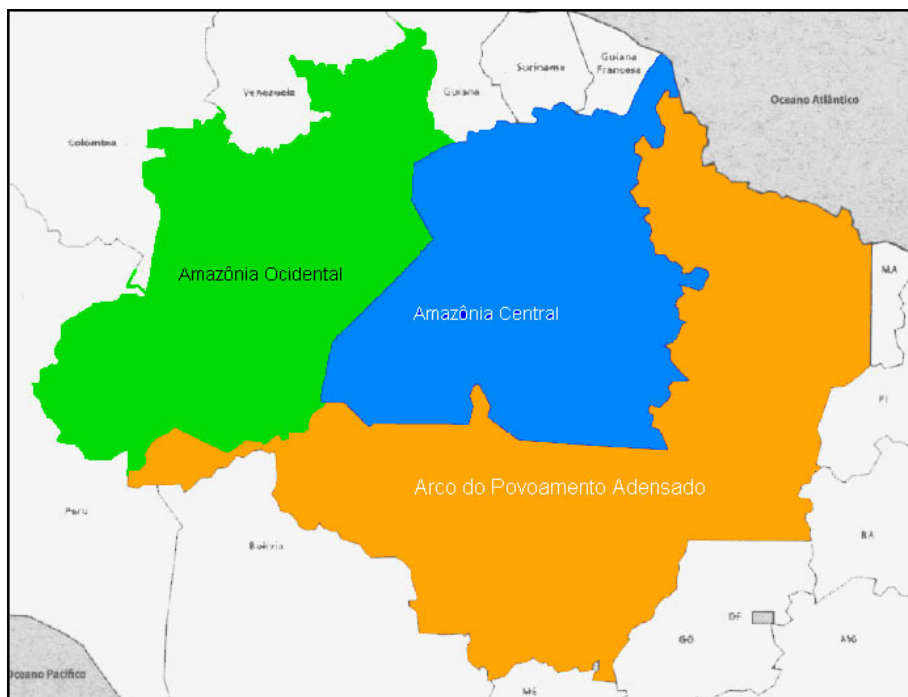 Guiana
Francesa
Suriname
Venezuela
Guiana
Oceano Atlântico
Colômbia
Amazônia Ocidental
MA
Amazônia Central
PI
Arco do Povoamento Adensado
Peru
BA
Bolívia
DF
GO
MG
Oceano Pacífico
MS